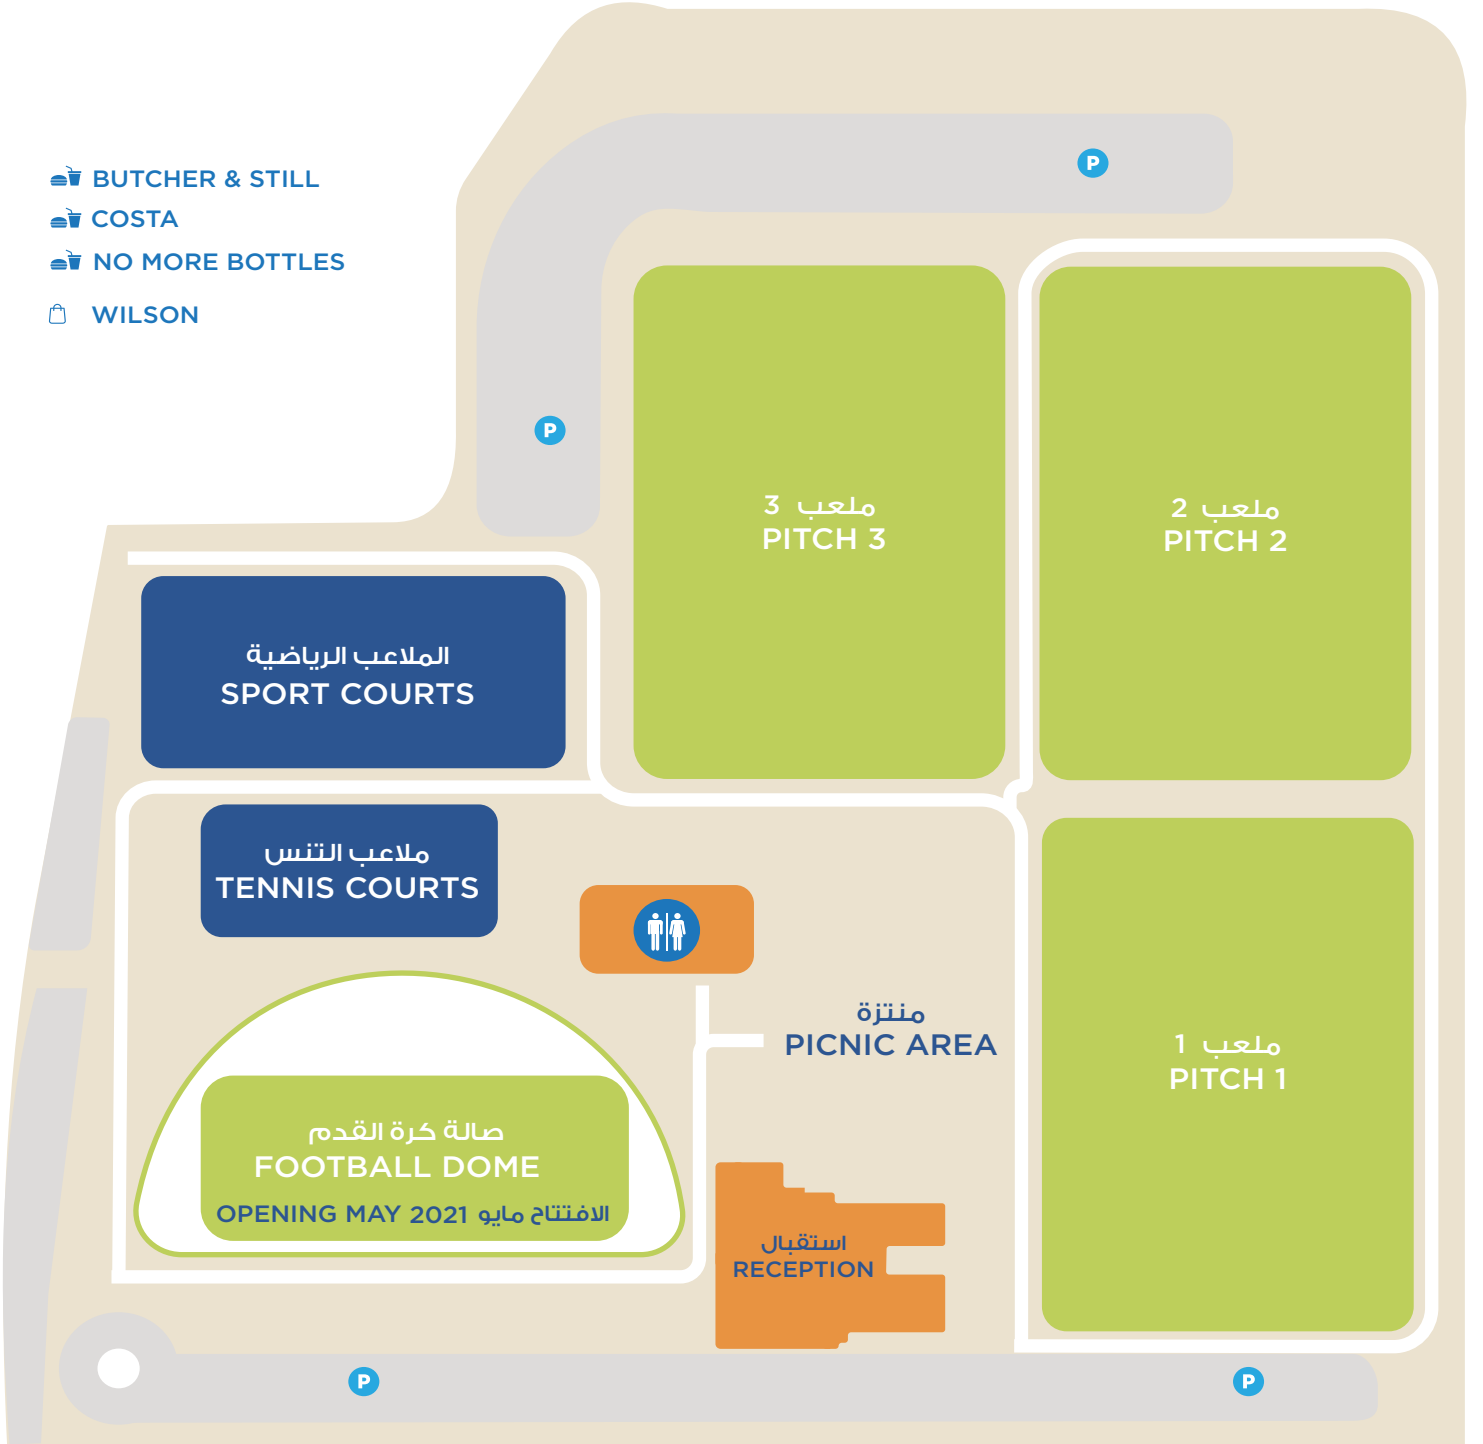 BUTCHER & STILL
COSTA
NO MORE BOTTLES
WILSON
P
P
ملعب 3
PITCH 3
ملعب 2
PITCH 2
الملاعب الرياضية
SPORT COURTS
ملاعب التنس
TENNIS COURTS
منتزة
PICNIC AREA
ملعب 1
PITCH 1
صالة كرة القدم
FOOTBALL DOME
OPENING MAY 2021 الافتتاح مايو
استقبال
RECEPTION
P
P